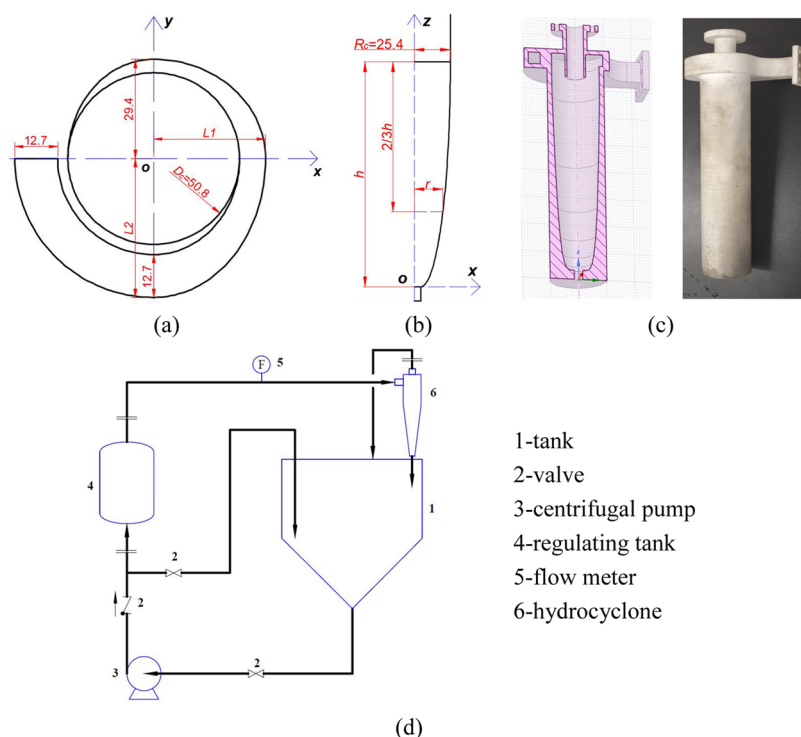 y
29.4
12.7
L1
o
x
Dc=50.8
L2
12.7
(a)
z
Rc=25.4
2/3h
h
r
o
x
(b)
z
(c)
F
5
6
4
1
2
2
3
2
1-tank
2-valve
3-centrifugal pump
4-regulating tank
5-flow meter
6-hydrocyclone
(d)